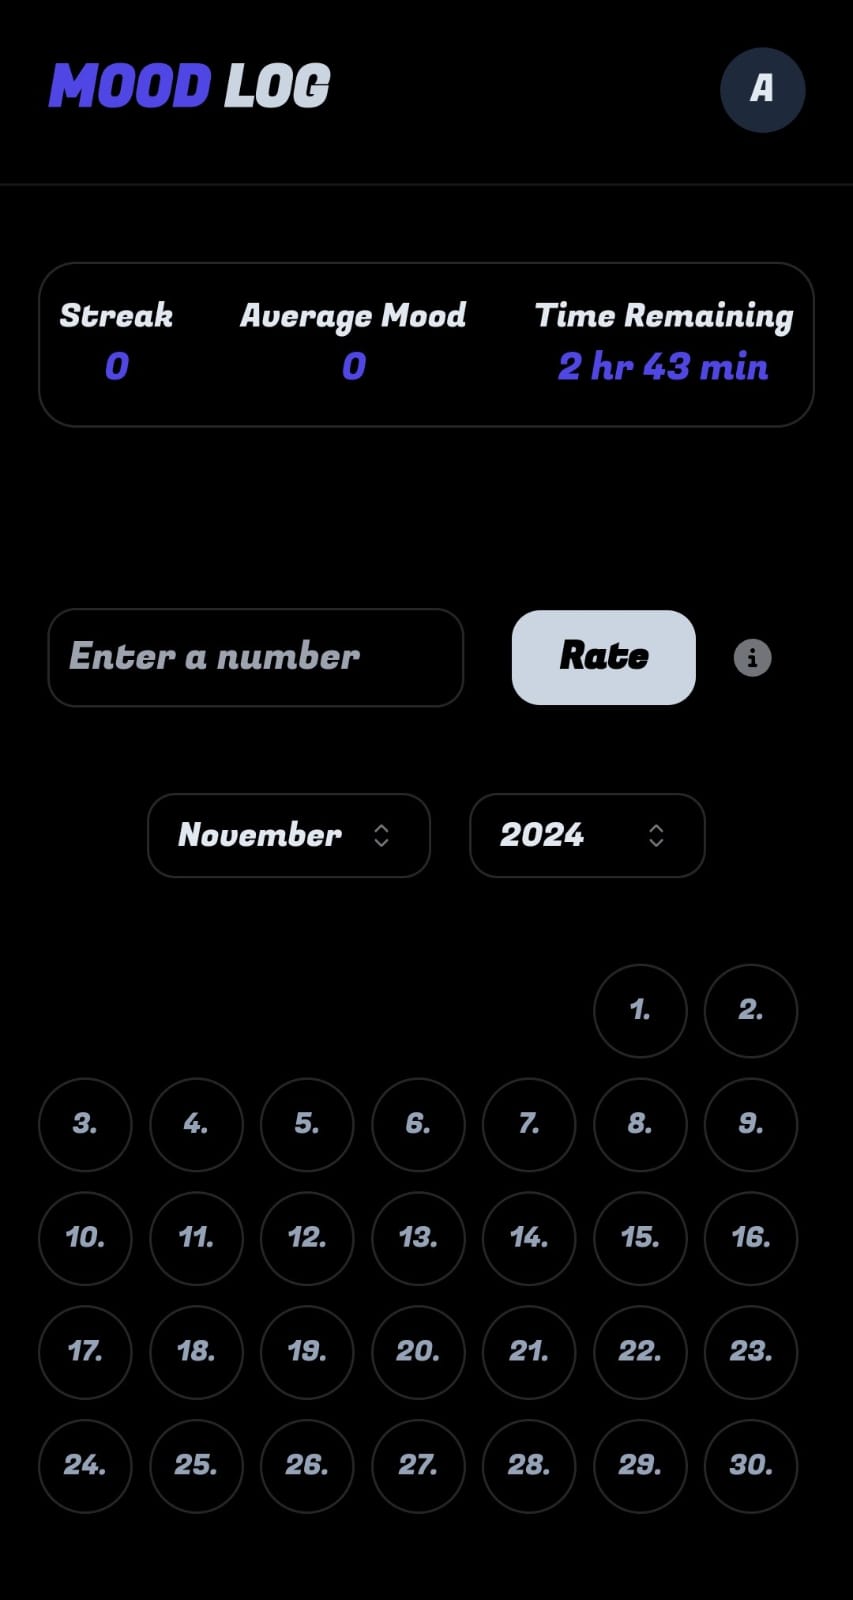 MOOD LOG
A
Streak Average Mood Time Remaining
0 0 2 hr 43 min
Enter a number Rate i
November 2024
1. 2.
3. 4. 5. 6. 7. 8. 9.
10. 11. 12. 13. 14. 15. 16.
17. 18. 19. 20. 21. 22. 23.
24. 25. 26. 27. 28. 29. 30.